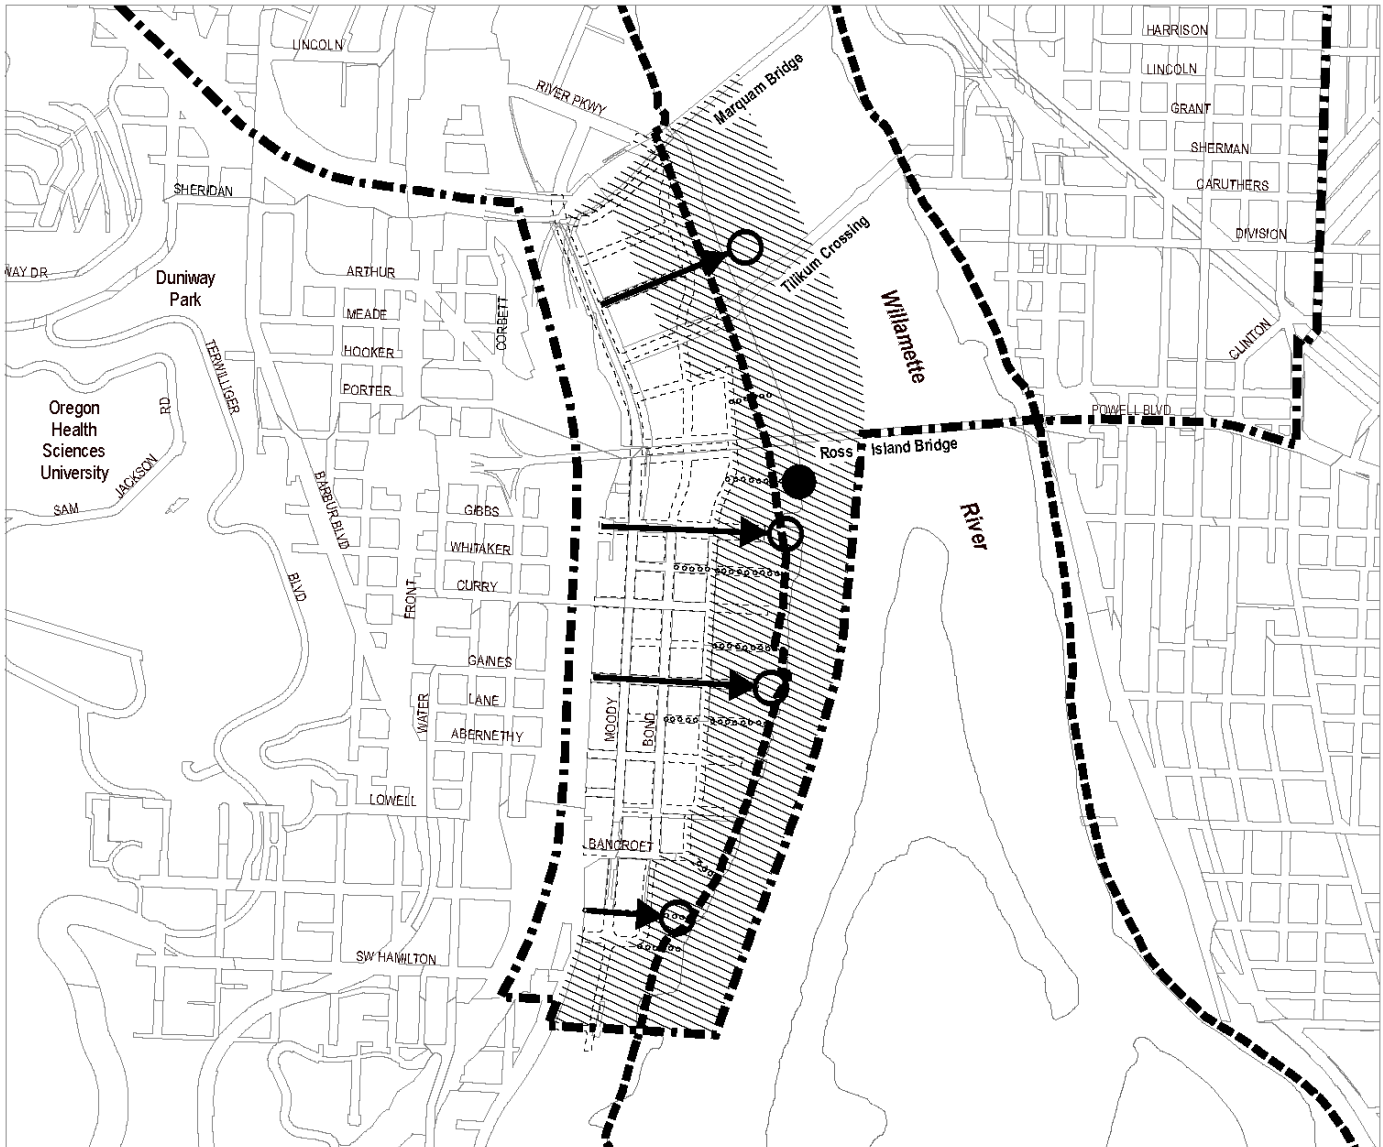 LINCOLN
HARRISON
LINCOLN
Marquam Bridge
RIVER PKWY
GRANT
SHERMAN
SHERIDAN
CARUTHERS
DIVISION
Tilikum Crossing
WAY DR
ARTHUR
Duniway
Park
MEADE
CORBETT
HOOKER
PORTER
TERWILLIGER
Willamette
CLINTON
Oregon
Health
Sciences
University
RD
POWELL BLVD
Ross Island Bridge
JACKSON
SAM
BARBUR BLVD
GIBBS
River
WHITAKER
CURRY
BLVD
FRONT
GAINES
LANE
WATER
ABERNETHY
MOODY
BOND
LOWELL
BANCROFT
SW HAMILTON